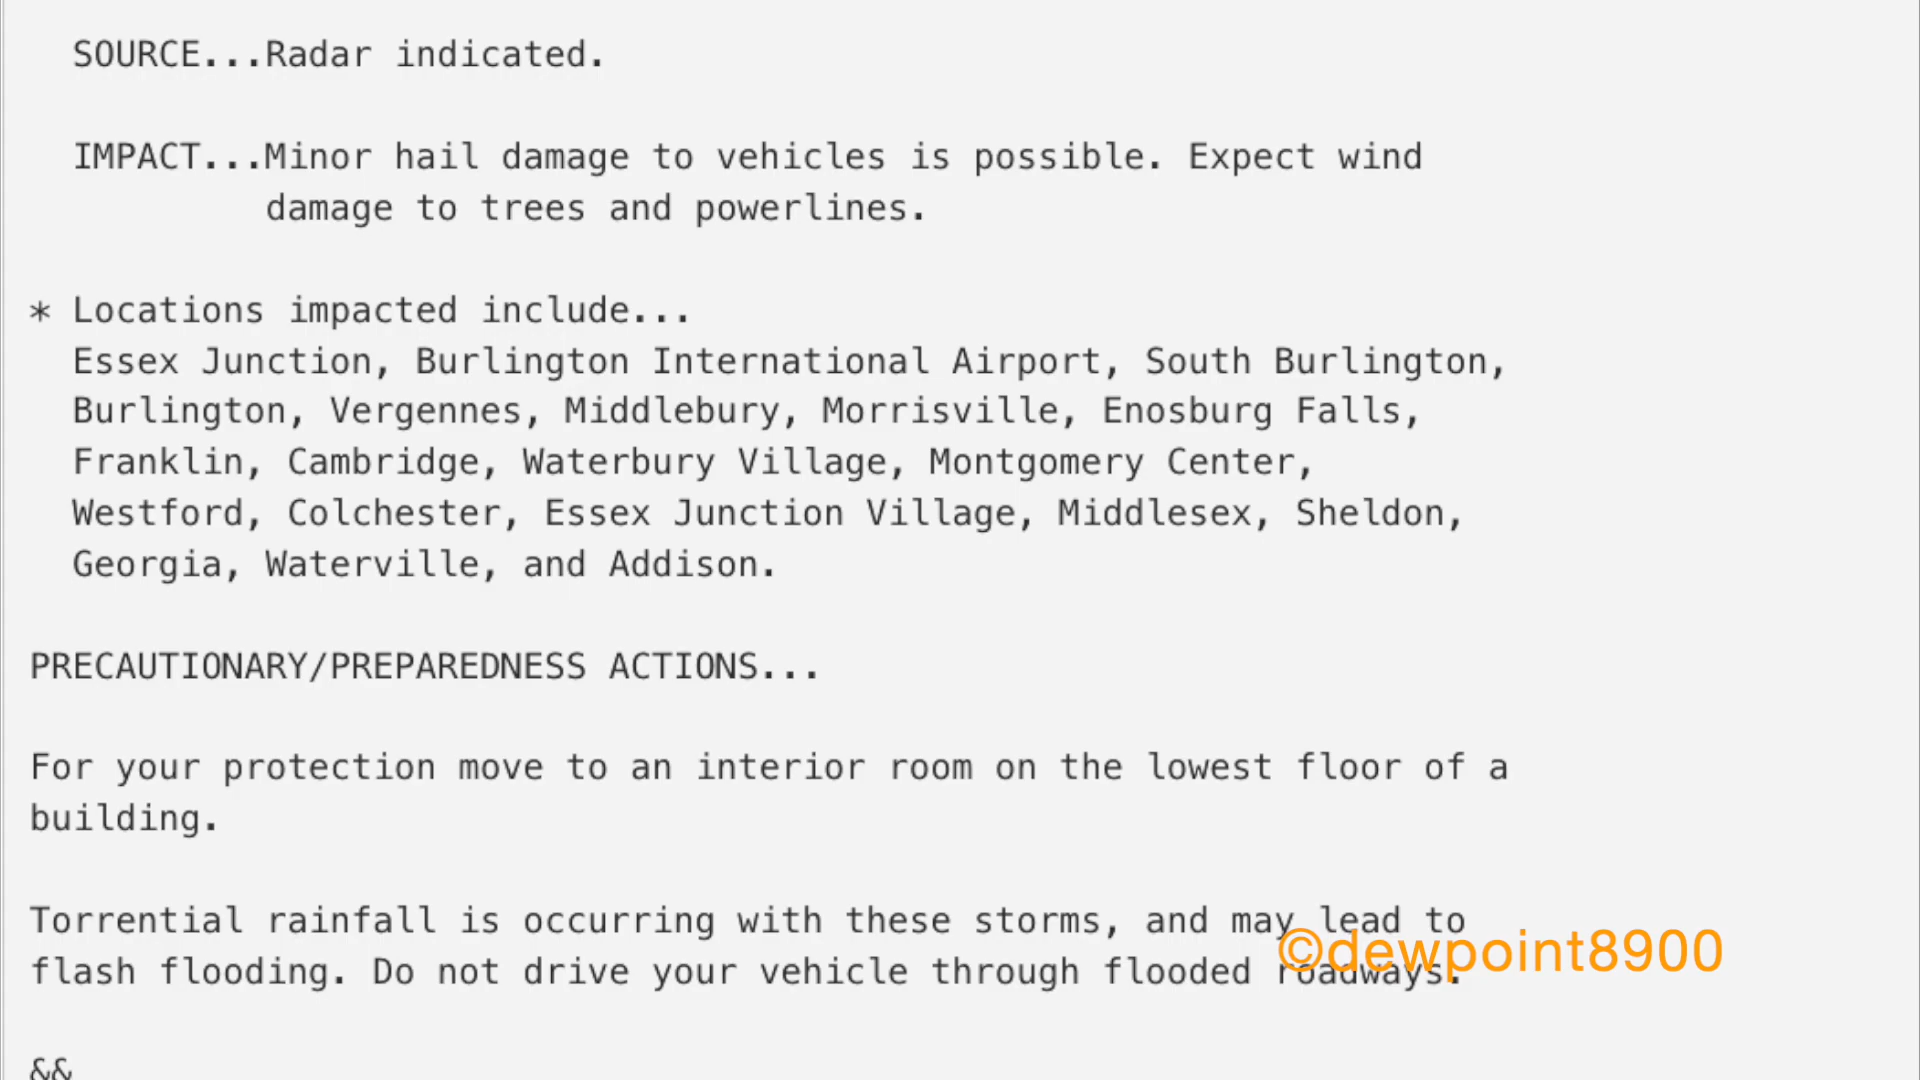 SOURCE...Radar indicated.
IMPACT...Minor hail damage to vehicles is possible. Expect wind
damage to trees and powerlines.
* Locations impacted include...
Essex Junction, Burlington International Airport, South Burlington,
Burlington, Vergennes, Middlebury, Morrisville, Enosburg Falls,
Franklin, Cambridge, Waterbury Village, Montgomery Center,
Westford, Colchester, Essex Junction Village, Middlesex, Sheldon,
Georgia, Waterville, and Addison.
PRECAUTIONARY/PREPAREDNESS ACTIONS...
For your protection move to an interior room on the lowest floor of a
building.
Torrential rainfall is occurring with these storms, and may lead to
flash flooding. Do not drive your vehicle through flooded roadways.
©dewpoint8900
&&